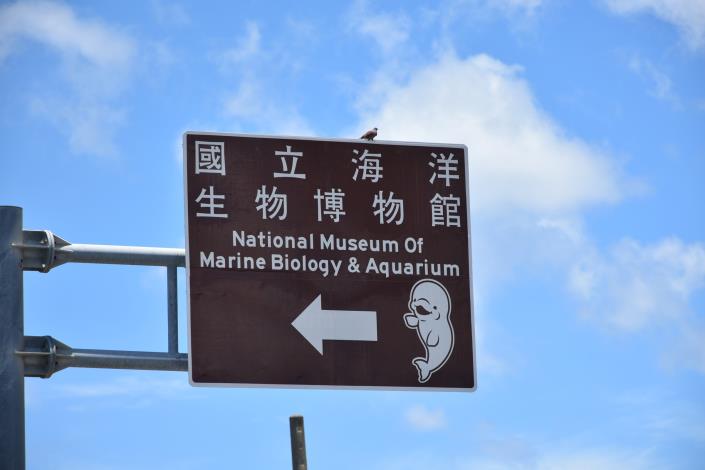 國立海洋
生物博物館
National Museum Of
Marine Biology & Aquarium